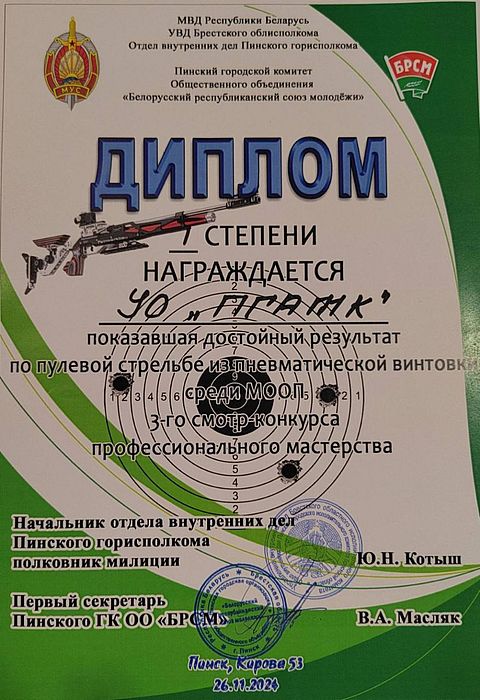 МВД Республики Беларусь
УВД Брестского облисполкома
Отдел внутренних дел Пинского горисполкома
Пинский городской комитет
Общественного объединения
«Белорусский республиканский союз молодёжи»
МУС
БРСМ
ДИПЛОМ
I СТЕПЕНИ
НАГРАЖДАЕТСЯ
УО „ПГАТК"
показавшая достойный результат
по пулевой стрельбе из пневматической винтовки
среди МООП
3-го смотр-конкурса
профессионального мастерства
Начальник отдела внутренних дел
Пинского горисполкома
полковник милиции Ю.Н. Котыш
Первый секретарь
Пинского ГК ОО «БРСМ» В.А. Масляк
Пинск, Кирова 53
26.11.2024